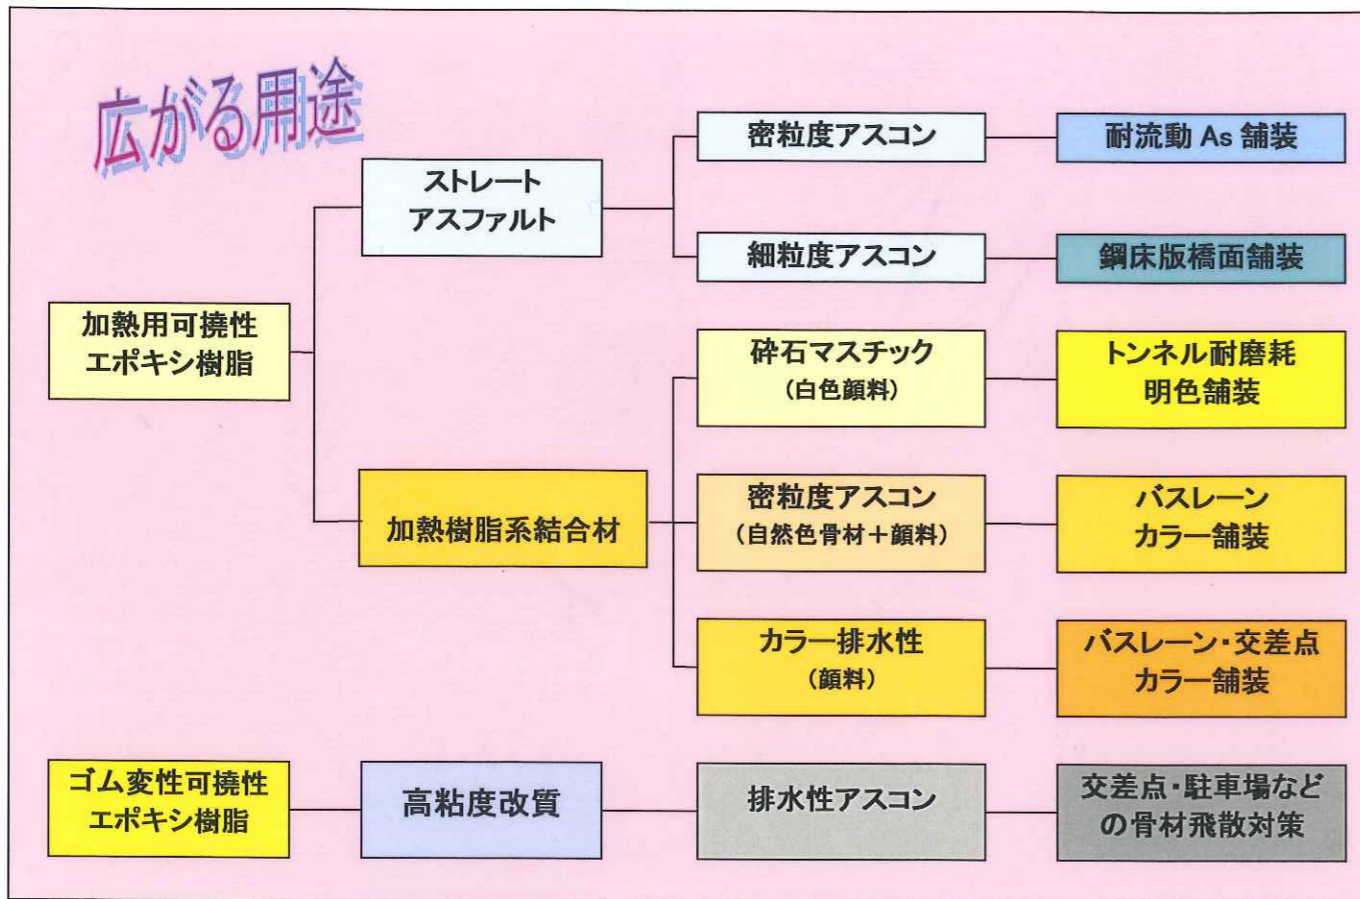 広がる用途
加熱用可撓性
エポキシ樹脂
ストレート
アスファルト
密粒度アスコン
耐流動 As 舗装
細粒度アスコン
鋼床版橋面舗装
加熱樹脂系結合材
砕石マスチック
(白色顔料)
トンネル耐磨耗
明色舗装
密粒度アスコン
(自然色骨材+顔料)
バスレーン
カラー舗装
カラー排水性
(顔料)
バスレーン・交差点
カラー舗装
ゴム変性可撓性
エポキシ樹脂
高粘度改質
排水性アスコン
交差点・駐車場など
の骨材飛散対策